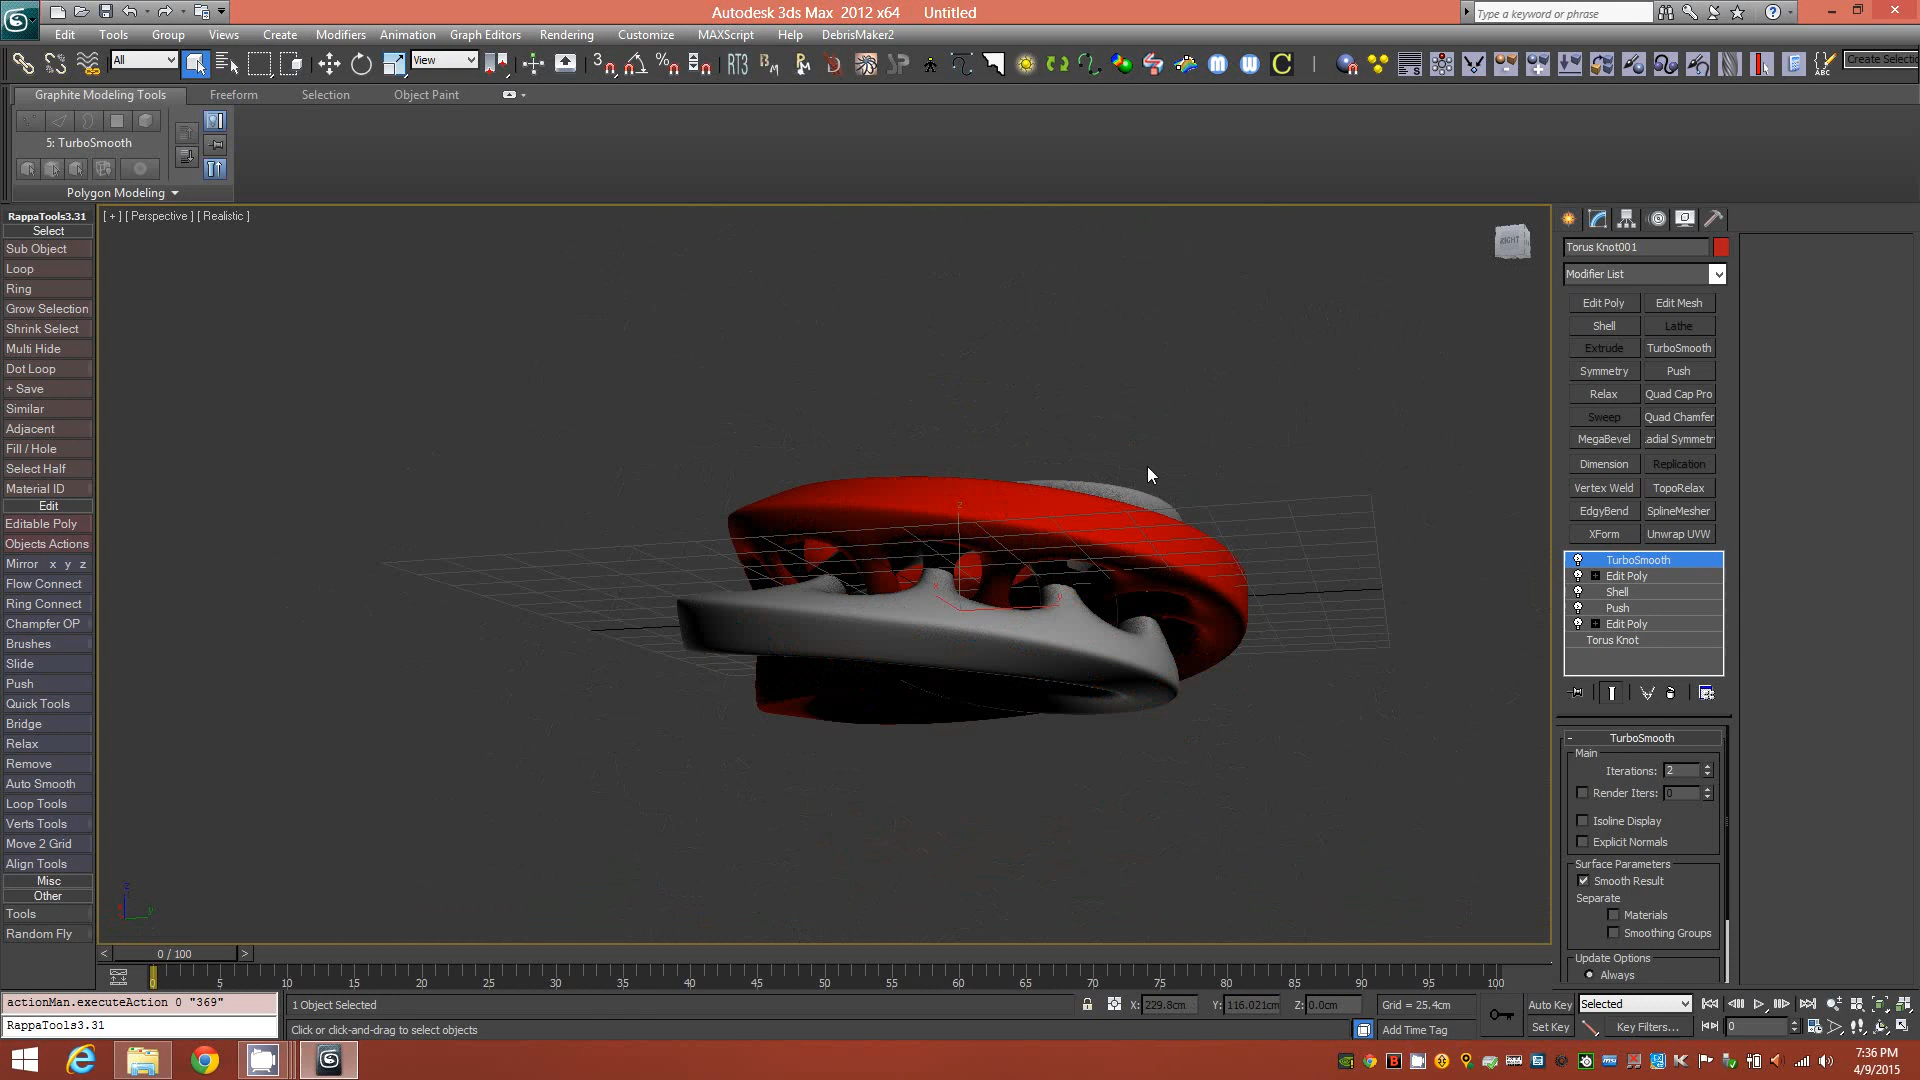 Autodesk 3ds Max 2012 x64 Untitled
Type a keyword or phrase
Edit Tools Group Views Create Modifiers Animation Graph Editors Rendering Customize MAXScript Help DebrisMaker2
All
View
Create Selectio
Graphite Modeling Tools Freeform Selection Object Paint
5: TurboSmooth
Polygon Modeling
RappaTools3.31
Select
Sub Object
Loop
Ring
Grow Selection
Shrink Select
Multi Hide
Dot Loop
+ Save
Similar
Adjacent
Fill / Hole
Select Half
Material ID
Edit
Editable Poly
Objects Actions
Mirror x y z
Flow Connect
Ring Connect
Champfer OP
Brushes
Slide
Push
Quick Tools
Bridge
Relax
Remove
Auto Smooth
Loop Tools
Verts Tools
Move 2 Grid
Align Tools
Misc
Other
Tools
Random Fly
[ + ] [ Perspective ] [ Realistic ]
RIGHT
Torus Knot001
Modifier List
Edit Poly Edit Mesh
Shell Lathe
Extrude TurboSmooth
Symmetry Push
Relax Quad Cap Pro
Sweep Quad Chamfer
MegaBevel adial Symmetr
Dimension Replication
Vertex Weld TopoRelax
EdgyBend SplineMesher
XForm Unwrap UVW
TurboSmooth
Edit Poly
Shell
Push
Edit Poly
Torus Knot
- TurboSmooth
Main
Iterations: 2
Render Iters: 0
Isoline Display
Explicit Normals
Surface Parameters
Smooth Result
Separate
Materials
Smoothing Groups
Update Options
Always
< 0 / 100 >
0 5 10 15 20 25 30 35 40 45 50 55 60 65 70 75 80 85 90 95 100
actionMan.executeAction 0 "369"
RappaTools3.31
1 Object Selected
Click or click-and-drag to select objects
X: 229.8cm Y: 116.021cm Z: 0.0cm Grid = 25.4cm
Add Time Tag
Auto Key Selected
Set Key Key Filters...
0
7:36 PM
4/9/2015